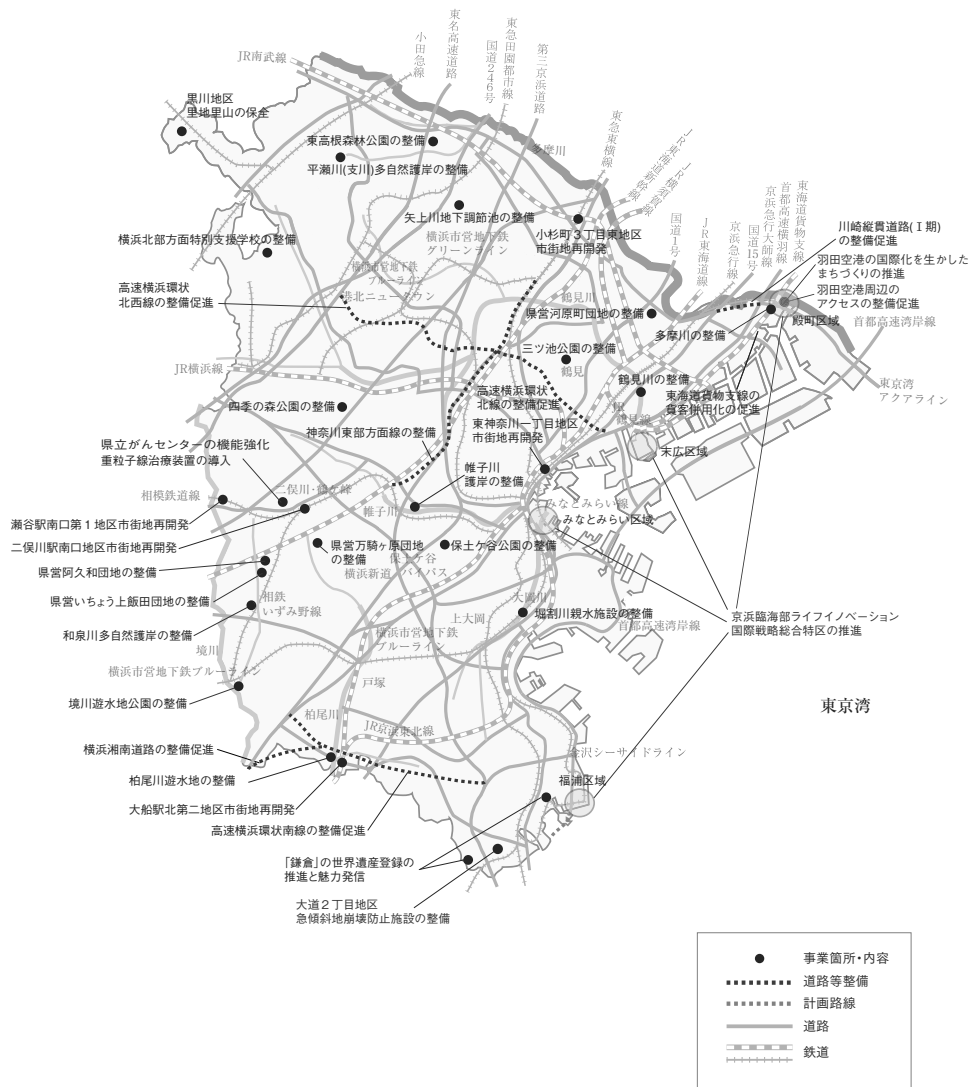 東名高速道路
小田急線
国道246号
東急田園都市線
第三京浜道路
JR南武線
黒川地区
里地里山の保全
東高根森林公園の整備
平瀬川(支川)多自然護岸の整備
多摩川
東急東横線
JR東海道新幹線
JR横須賀線
国道1号
JR東海道線
京浜急行線
国道15号
京浜急行大師線
首都高速横羽線
東海道貨物支線
矢上川地下調節池の整備
横浜市営地下鉄
グリーンライン
小杉町3丁目東地区
市街地再開発
川崎縦貫道路(Ⅰ期)
の整備促進
横浜北部方面特別支援学校の整備
横浜市営地下鉄
ブルーライン
港北ニュータウン
羽田空港の国際化を生かした
まちづくりの推進
羽田空港周辺の
アクセスの整備促進
高速横浜環状
北西線の整備促進
鶴見川
県営河原町団地の整備
多摩川の整備
殿町区域
首都高速湾岸線
三ツ池公園の整備
鶴見
JR横浜線
鶴見川の整備
東海道貨物支線の
貨客併用化の促進
東京湾
アクアライン
高速横浜環状
北線の整備促進
四季の森公園の整備
JR
鶴見線
神奈川東部方面線の整備
東神奈川一丁目地区
市街地再開発
末広区域
県立がんセンターの機能強化
重粒子線治療装置の導入
帷子川
護岸の整備
相模鉄道線
二俣川・鶴ケ峰
帷子川
みなとみらい線
みなとみらい区域
瀬谷駅南口第1地区市街地再開発
二俣川駅南口地区市街地再開発
県営万騎ヶ原団地
の整備
保土ケ谷公園の整備
保土ケ谷
バイパス
横浜新道
県営阿久和団地の整備
県営いちょう上飯田団地の整備
相鉄
いずみ野線
和泉川多自然護岸の整備
大岡川
上大岡
堀割川親水施設の整備
首都高速湾岸線
京浜臨海部ライフイノベーション
国際戦略総合特区の推進
横浜市営地下鉄
ブルーライン
境川
横浜市営地下鉄ブルーライン
戸塚
境川遊水地公園の整備
東京湾
柏尾川
JR京浜東北線
横浜湘南道路の整備促進
金沢シーサイドライン
柏尾川遊水地の整備
福浦区域
大船駅北第二地区市街地再開発
高速横浜環状南線の整備促進
「鎌倉」の世界遺産登録の
推進と魅力発信
大道2丁目地区
急傾斜地崩壊防止施設の整備
事業箇所・内容
道路等整備
計画路線
道路
鉄道